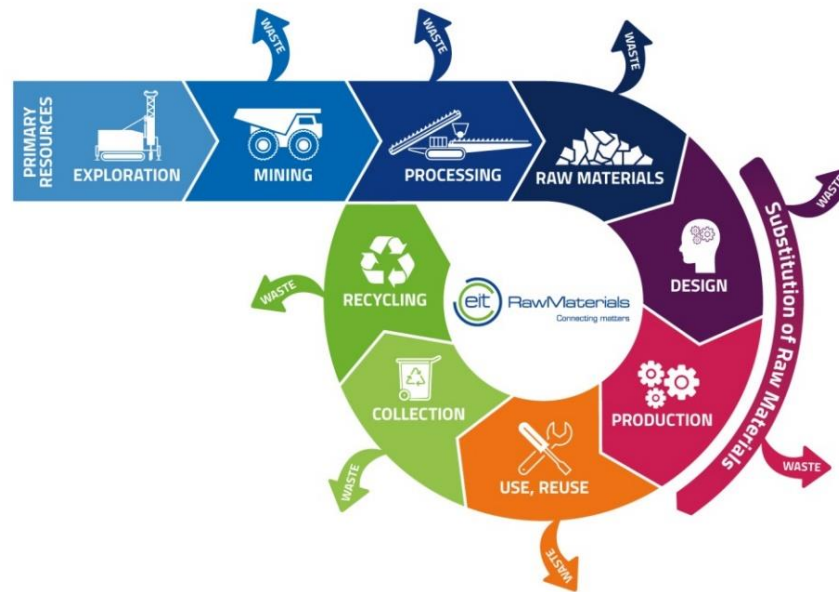 WASTE
WASTE
WASTE
PRIMARY
RESOURCES
EXPLORATION
MINING
PROCESSING
RAW MATERIALS
WASTE
Substitution of Raw Materials
DESIGN
RECYCLING
WASTE
eit RawMaterials
Connecting matters
COLLECTION
PRODUCTION
WASTE
USE, REUSE
WASTE
WASTE